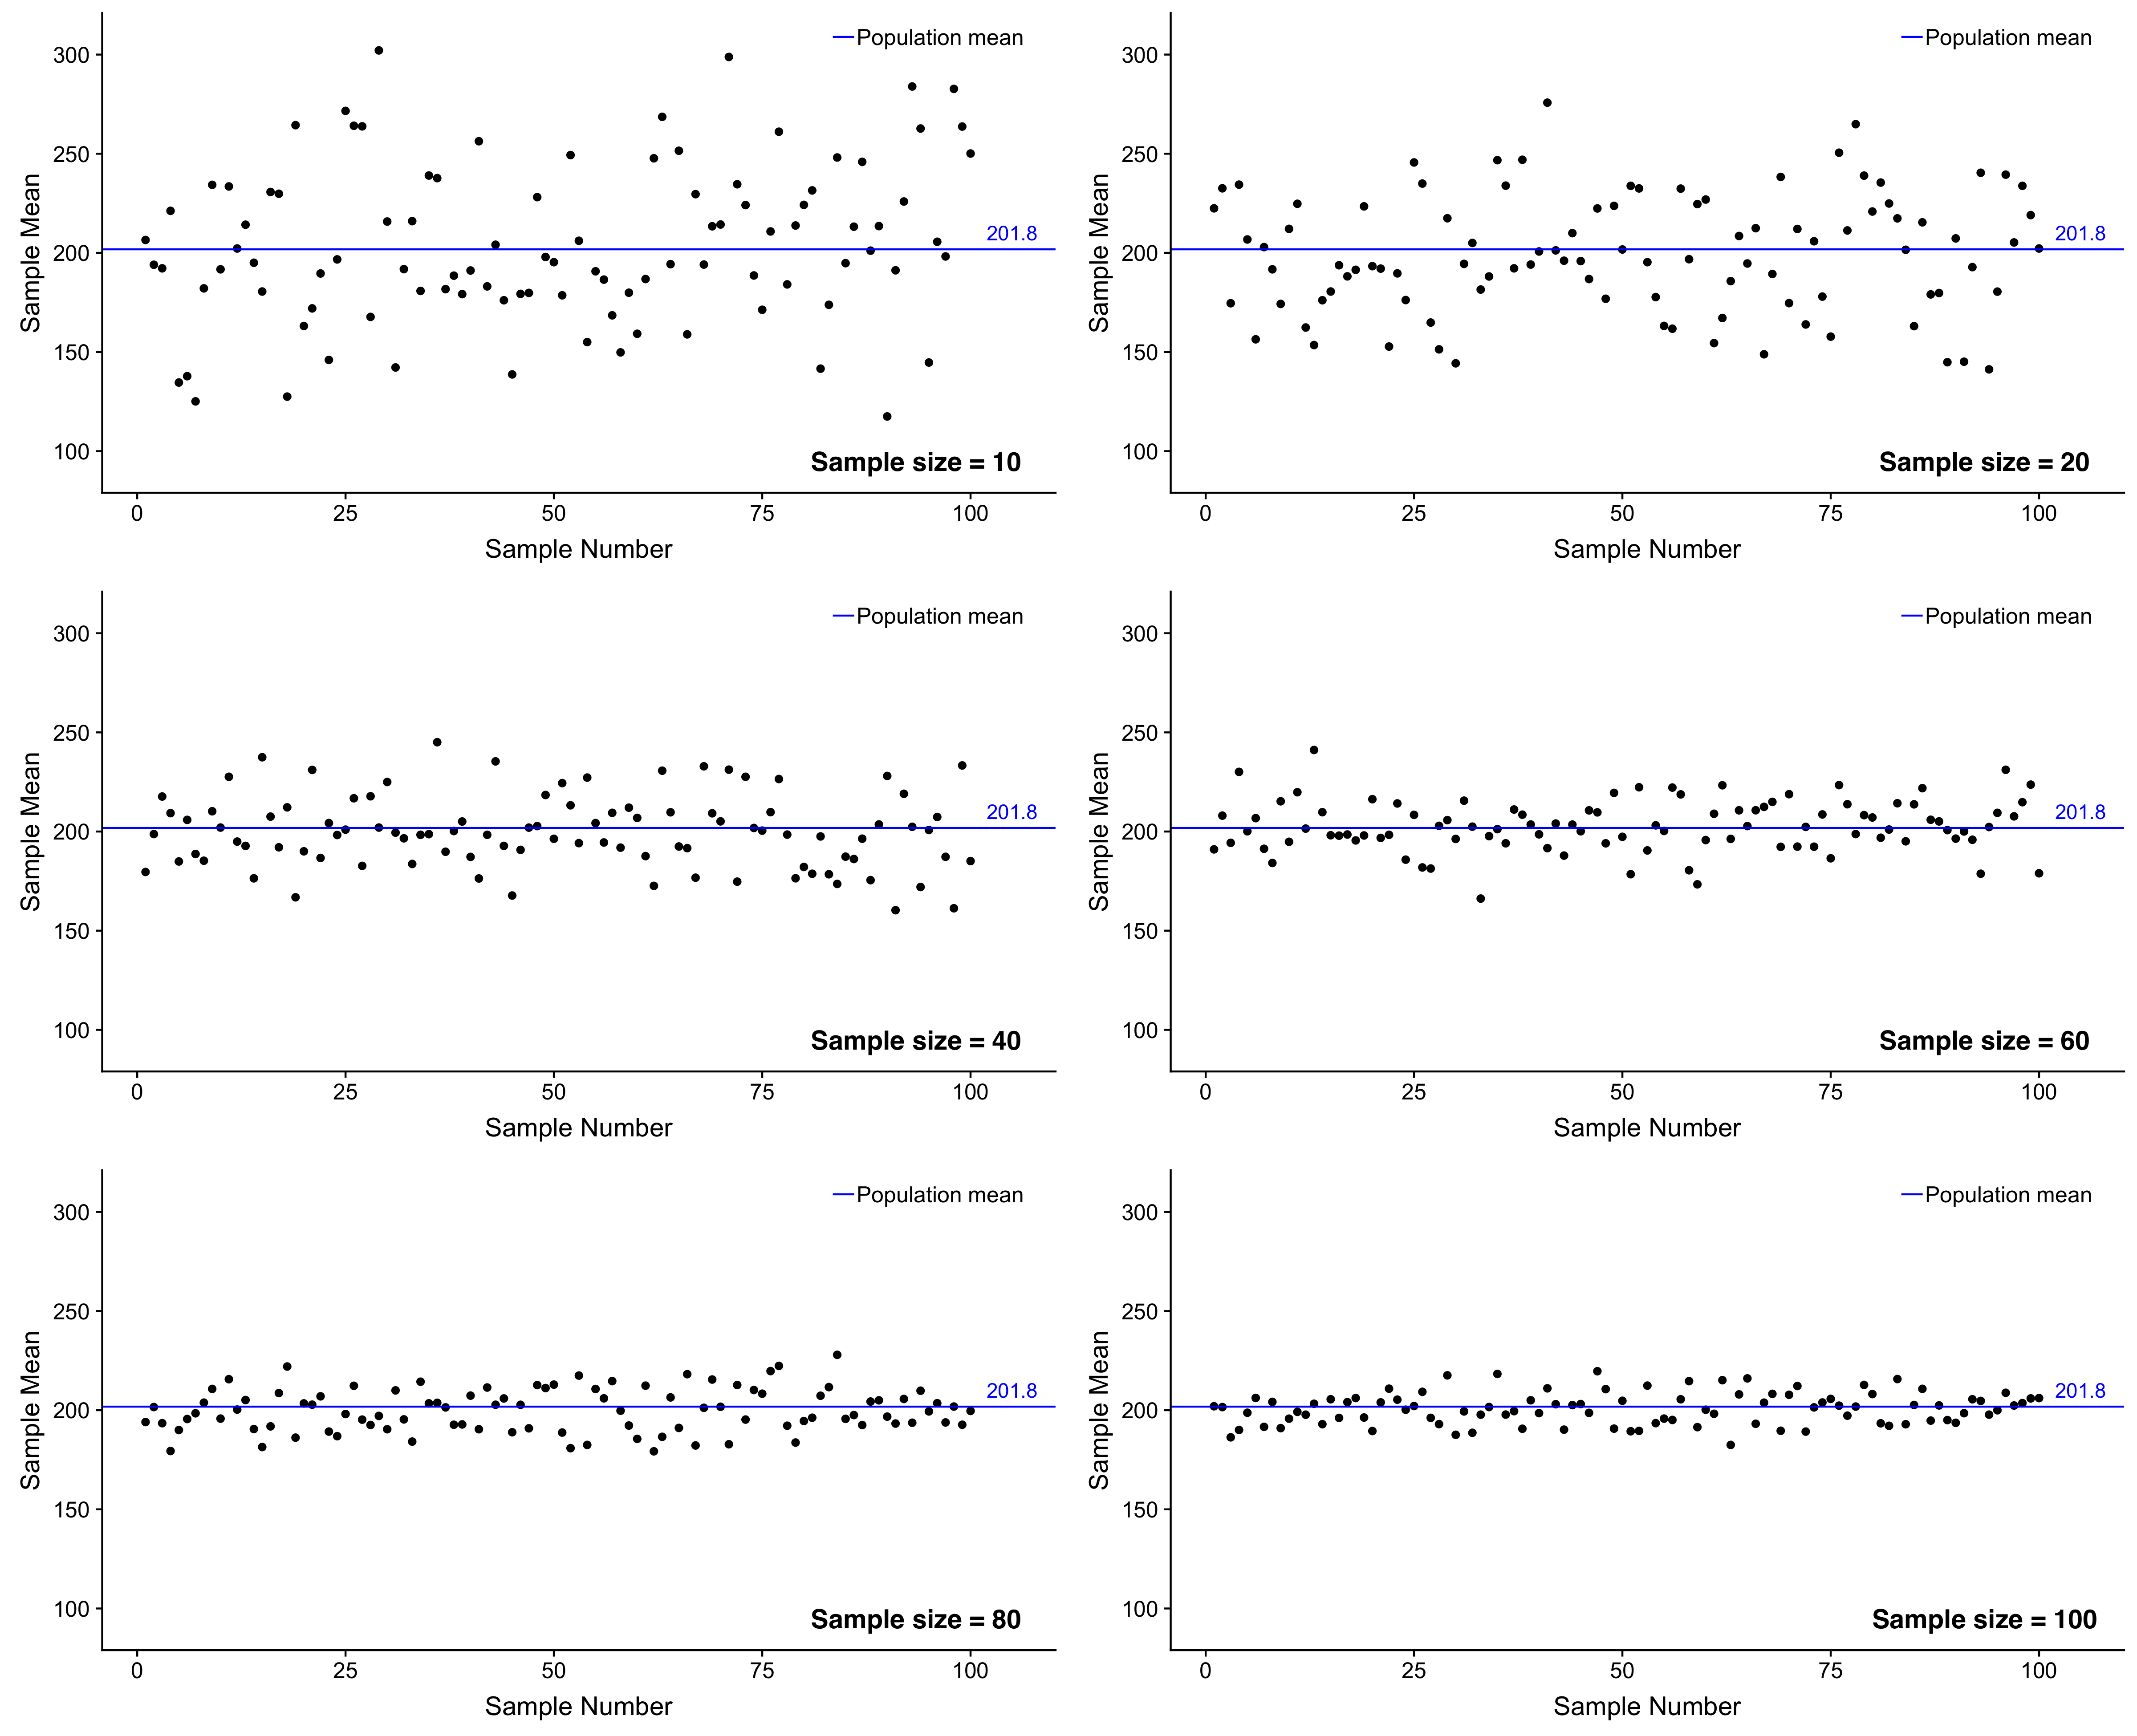 Population mean
300
250
200
150
100
Sample Mean
201.8
Sample size = 10
0 25 50 75 100
Sample Number
Population mean
300
250
200
150
100
Sample Mean
201.8
Sample size = 20
0 25 50 75 100
Sample Number
Population mean
300
250
200
150
100
Sample Mean
201.8
Sample size = 40
0 25 50 75 100
Sample Number
Population mean
300
250
200
150
100
Sample Mean
201.8
Sample size = 60
0 25 50 75 100
Sample Number
Population mean
300
250
200
150
100
Sample Mean
201.8
Sample size = 80
0 25 50 75 100
Sample Number
Population mean
300
250
200
150
100
Sample Mean
201.8
Sample size = 100
0 25 50 75 100
Sample Number